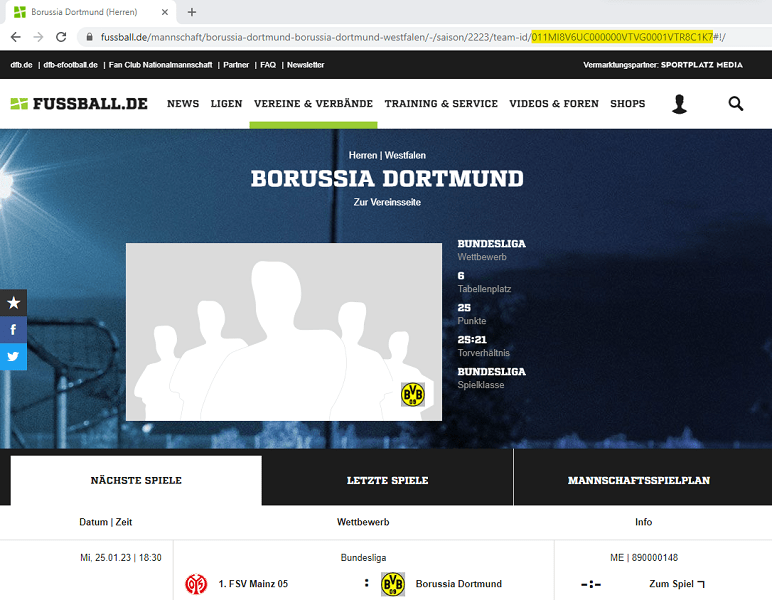 Borussia Dortmund (Herren)
fussball.de/mannschaft/borussia-dortmund-borussia-dortmund-westfalen/-/saison/2223/team-id/011MI8V6UC000000VTVG0001VTR8C1K7#!/
dfb.de | dfb-efootball.de | Fan Club Nationalmannschaft | Partner | FAQ | Newsletter Vermarktungspartner: SPORTPLATZ MEDIA
FUSSBALL.DE NEWS LIGEN VEREINE & VERBÄNDE TRAINING & SERVICE VIDEOS & FOREN SHOPS
Herren | Westfalen
BORUSSIA DORTMUND
Zur Vereinsseite
BUNDESLIGA
Wettbewerb
6
Tabellenplatz
25
Punkte
25:21
Torverhältnis
BUNDESLIGA
Spielklasse
BVB
09
NÄCHSTE SPIELE LETZTE SPIELE MANNSCHAFTSSPIELPLAN
Datum | Zeit Wettbewerb Info
Mi, 25.01.23 | 18:30 Bundesliga ME | 890000148
1. FSV Mainz 05 : BVB 09 Borussia Dortmund -:- Zum Spiel